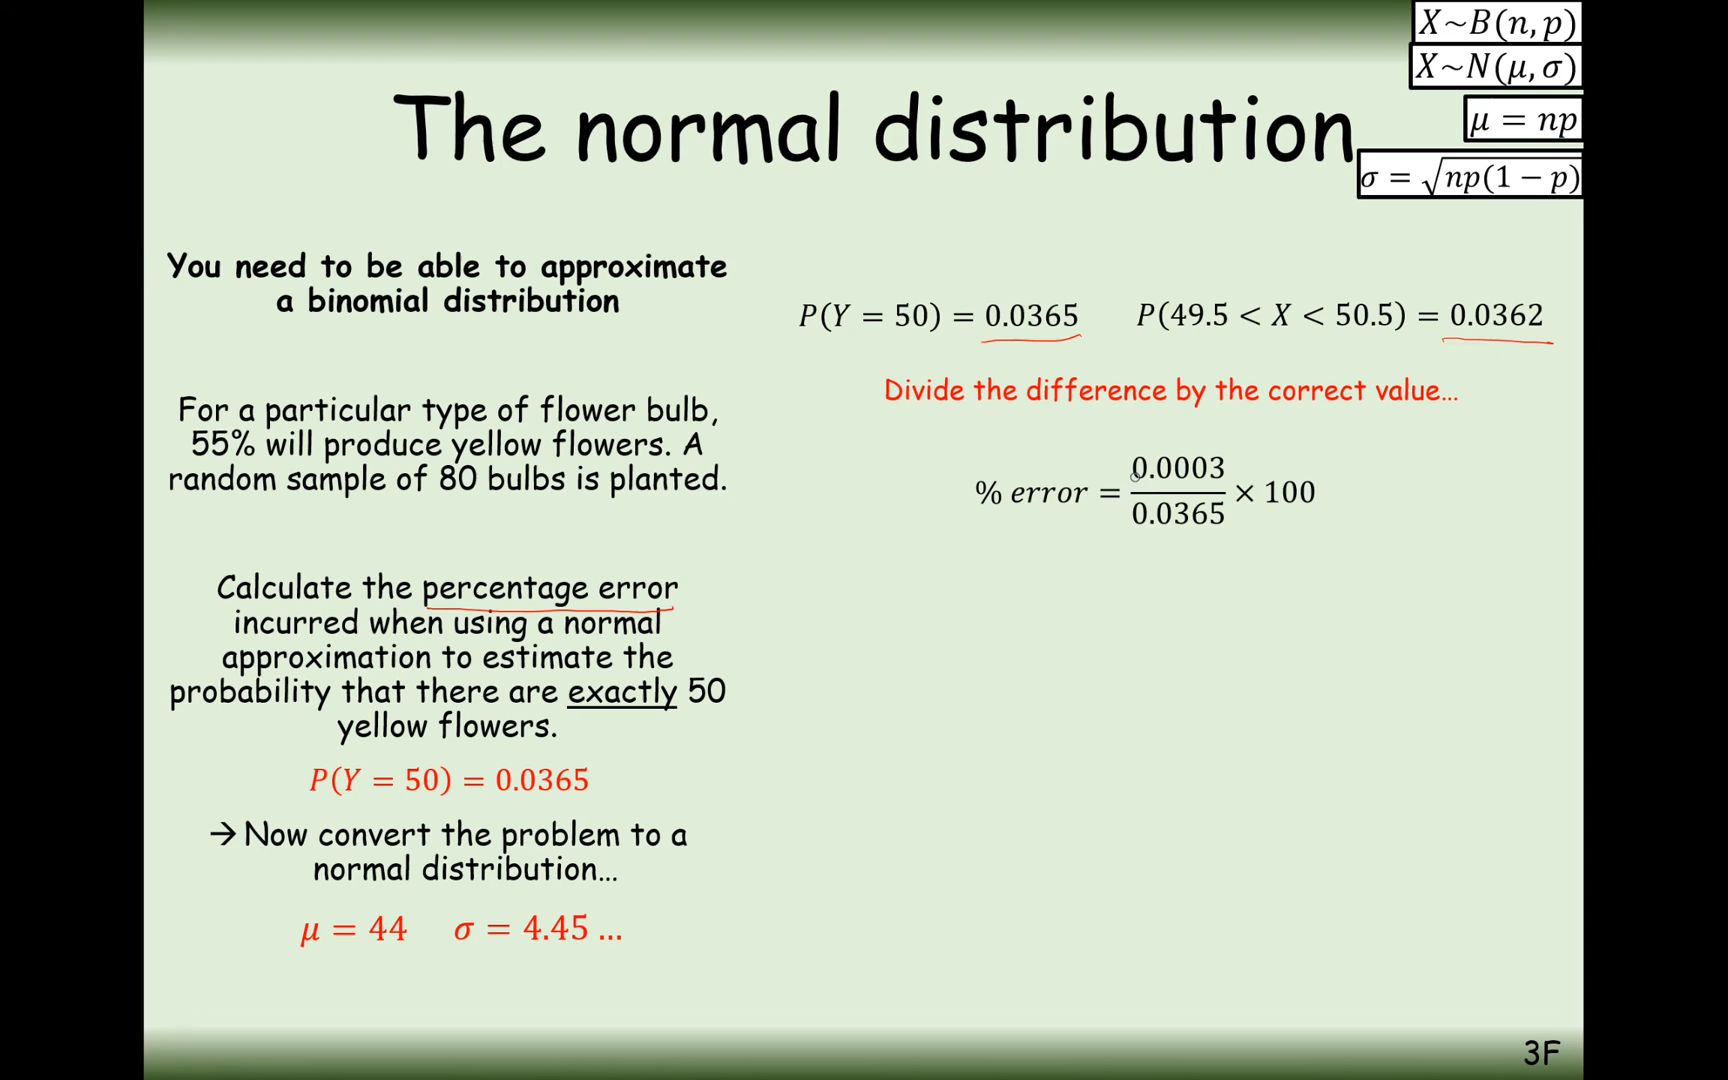 X~B(n, p)
X~N(μ, σ)
μ = np
σ = √np(1 − p)
The normal distribution
You need to be able to approximate
a binomial distribution
For a particular type of flower bulb,
55% will produce yellow flowers. A
random sample of 80 bulbs is planted.
Calculate the percentage error
incurred when using a normal
approximation to estimate the
probability that there are exactly 50
yellow flowers.
P(Y = 50) = 0.0365
→ Now convert the problem to a
normal distribution…
μ = 44 σ = 4.45 …
P(Y = 50) = 0.0365 P(49.5 < X < 50.5) = 0.0362
Divide the difference by the correct value…
% error = 0.0003/0.0365 × 100
3F